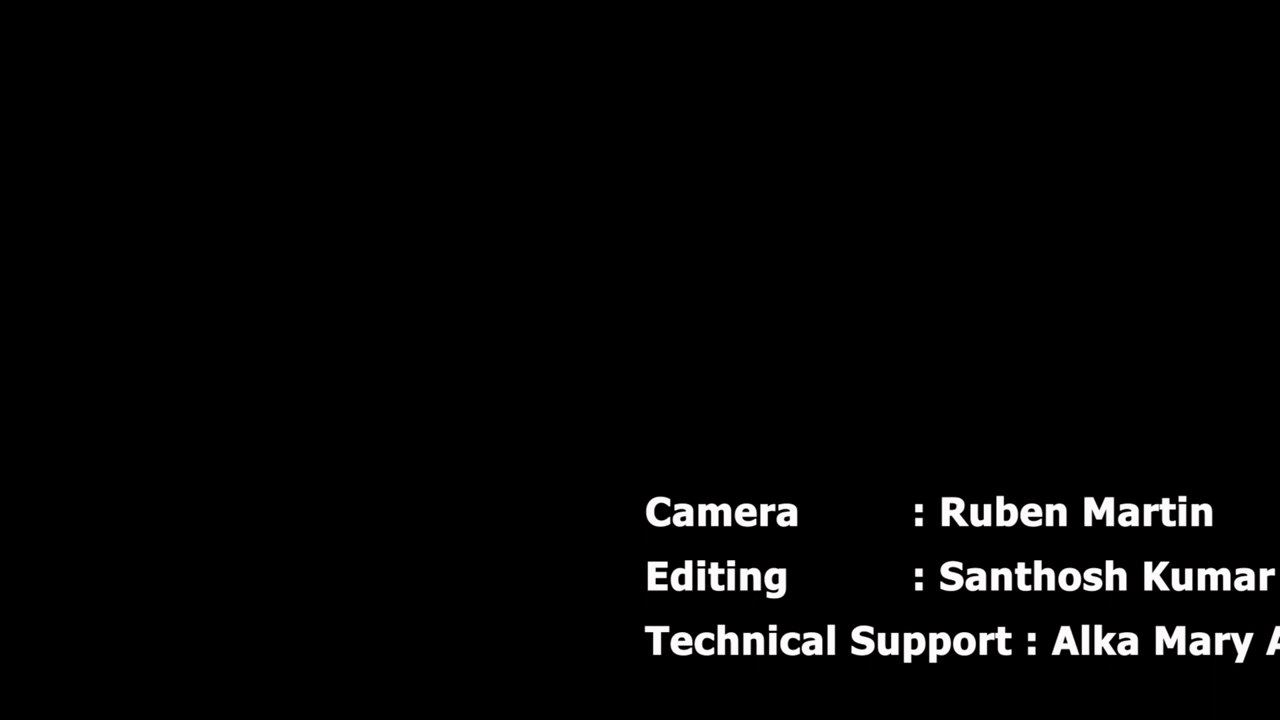 Camera : Ruben Martin
Editing : Santhosh Kumar
Technical Support : Alka Mary